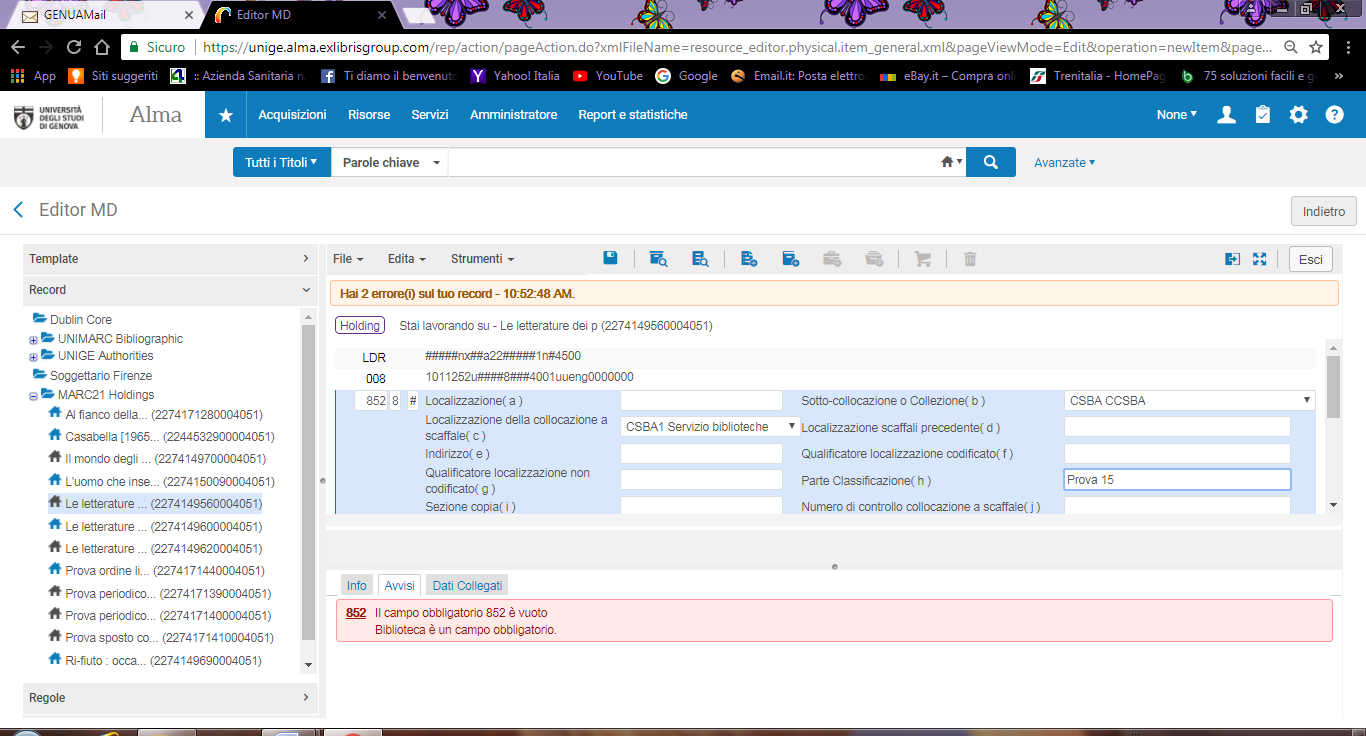 GENUAMail
Editor MD
Sicuro
https://unige.alma.exlibrisgroup.com/rep/action/pageAction.do?xmlFileName=resource_editor.physical.item_general.xml&pageViewMode=Edit&operation=newItem&page...
App
Siti suggeriti
:: Azienda Sanitaria n
Ti diamo il benvenuto
Yahoo! Italia
YouTube
Google
Email.it: Posta elettro
eBay.it – Compra onli
Trenitalia - HomePag
75 soluzioni facili e g
»
UNIVERSITÀ
DEGLI STUDI
DI GENOVA
Alma
Acquisizioni
Risorse
Servizi
Amministratore
Report e statistiche
None
Tutti i Titoli
Parole chiave
Avanzate
Editor MD
Indietro
Template
Record
Dublin Core
UNIMARC Bibliographic
UNIGE Authorities
Soggettario Firenze
MARC21 Holdings
Al fianco della... (2274171280004051)
Casabella [1965... (2244532900004051)
Il mondo degli ... (2274149700004051)
L'uomo che inse... (2274150090004051)
Le letterature ... (2274149560004051)
Le letterature ... (2274149600004051)
Le letterature ... (2274149620004051)
Prova ordine li... (2274171440004051)
Prova periodico... (2274171390004051)
Prova periodico... (2274171400004051)
Prova sposto co... (2274171410004051)
Ri-fiuto : occa... (2274149690004051)
Regole
File
Edita
Strumenti
Esci
Hai 2 errore(i) sul tuo record - 10:52:48 AM.
Holding
Stai lavorando su - Le letterature dei p (2274149560004051)
LDR #####nx##a22#####1n#4500
008 1011252u####8###4001uueng0000000
852 8 # Localizzazione( a ) Sotto-collocazione o Collezione( b ) CSBA CCSBA
Localizzazione della collocazione a
scaffale( c ) CSBA1 Servizio biblioteche Localizzazione scaffali precedente( d )
Indirizzo( e ) Qualificatore localizzazione codificato( f )
Qualificatore localizzazione non
codificato( g ) Parte Classificazione( h ) Prova 15
Sezione copia( i ) Numero di controllo collocazione a scaffale( j )
Info
Avvisi
Dati Collegati
852 Il campo obbligatorio 852 è vuoto
Biblioteca è un campo obbligatorio.